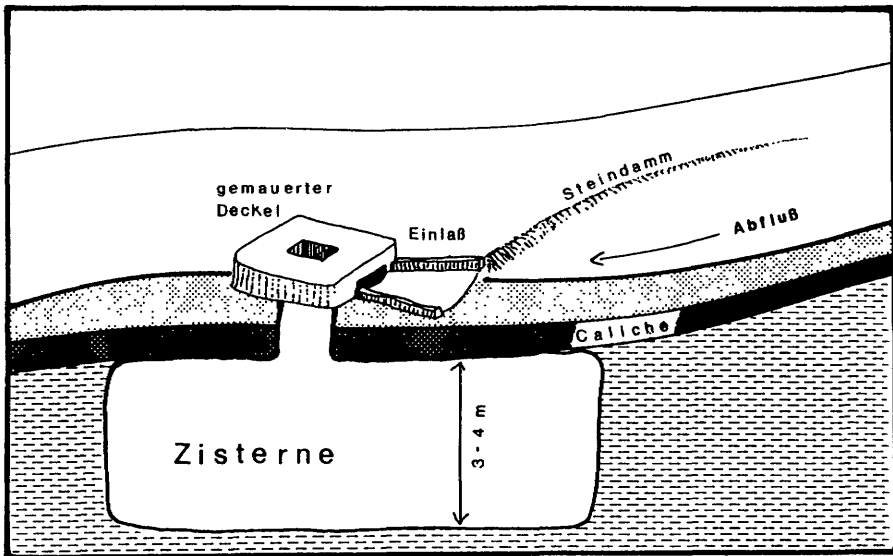 gemauerter
Deckel
Einlaß
Steindamm
Abfluß
Caliche
Zisterne
3-4 m